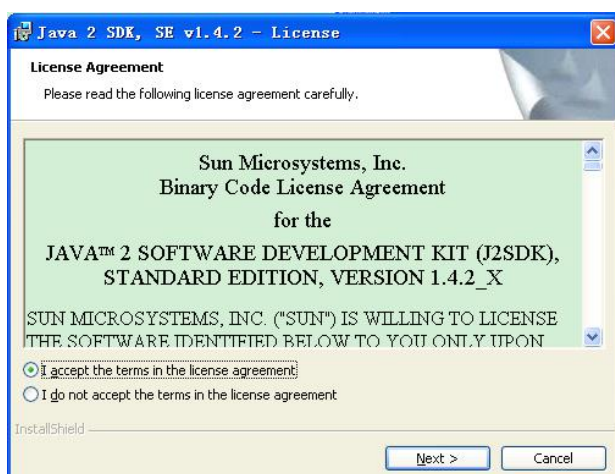 Java 2 SDK, SE v1.4.2 - License
License Agreement
Please read the following license agreement carefully.
Sun Microsystems, Inc.
Binary Code License Agreement
for the
JAVA™ 2 SOFTWARE DEVELOPMENT KIT (J2SDK),
STANDARD EDITION, VERSION 1.4.2_X
SUN MICROSYSTEMS, INC. ("SUN") IS WILLING TO LICENSE
THE SOFTWARE IDENTIFIED BELOW TO YOU ONLY UPON
I accept the terms in the license agreement
I do not accept the terms in the license agreement
InstallShield
Next >
Cancel